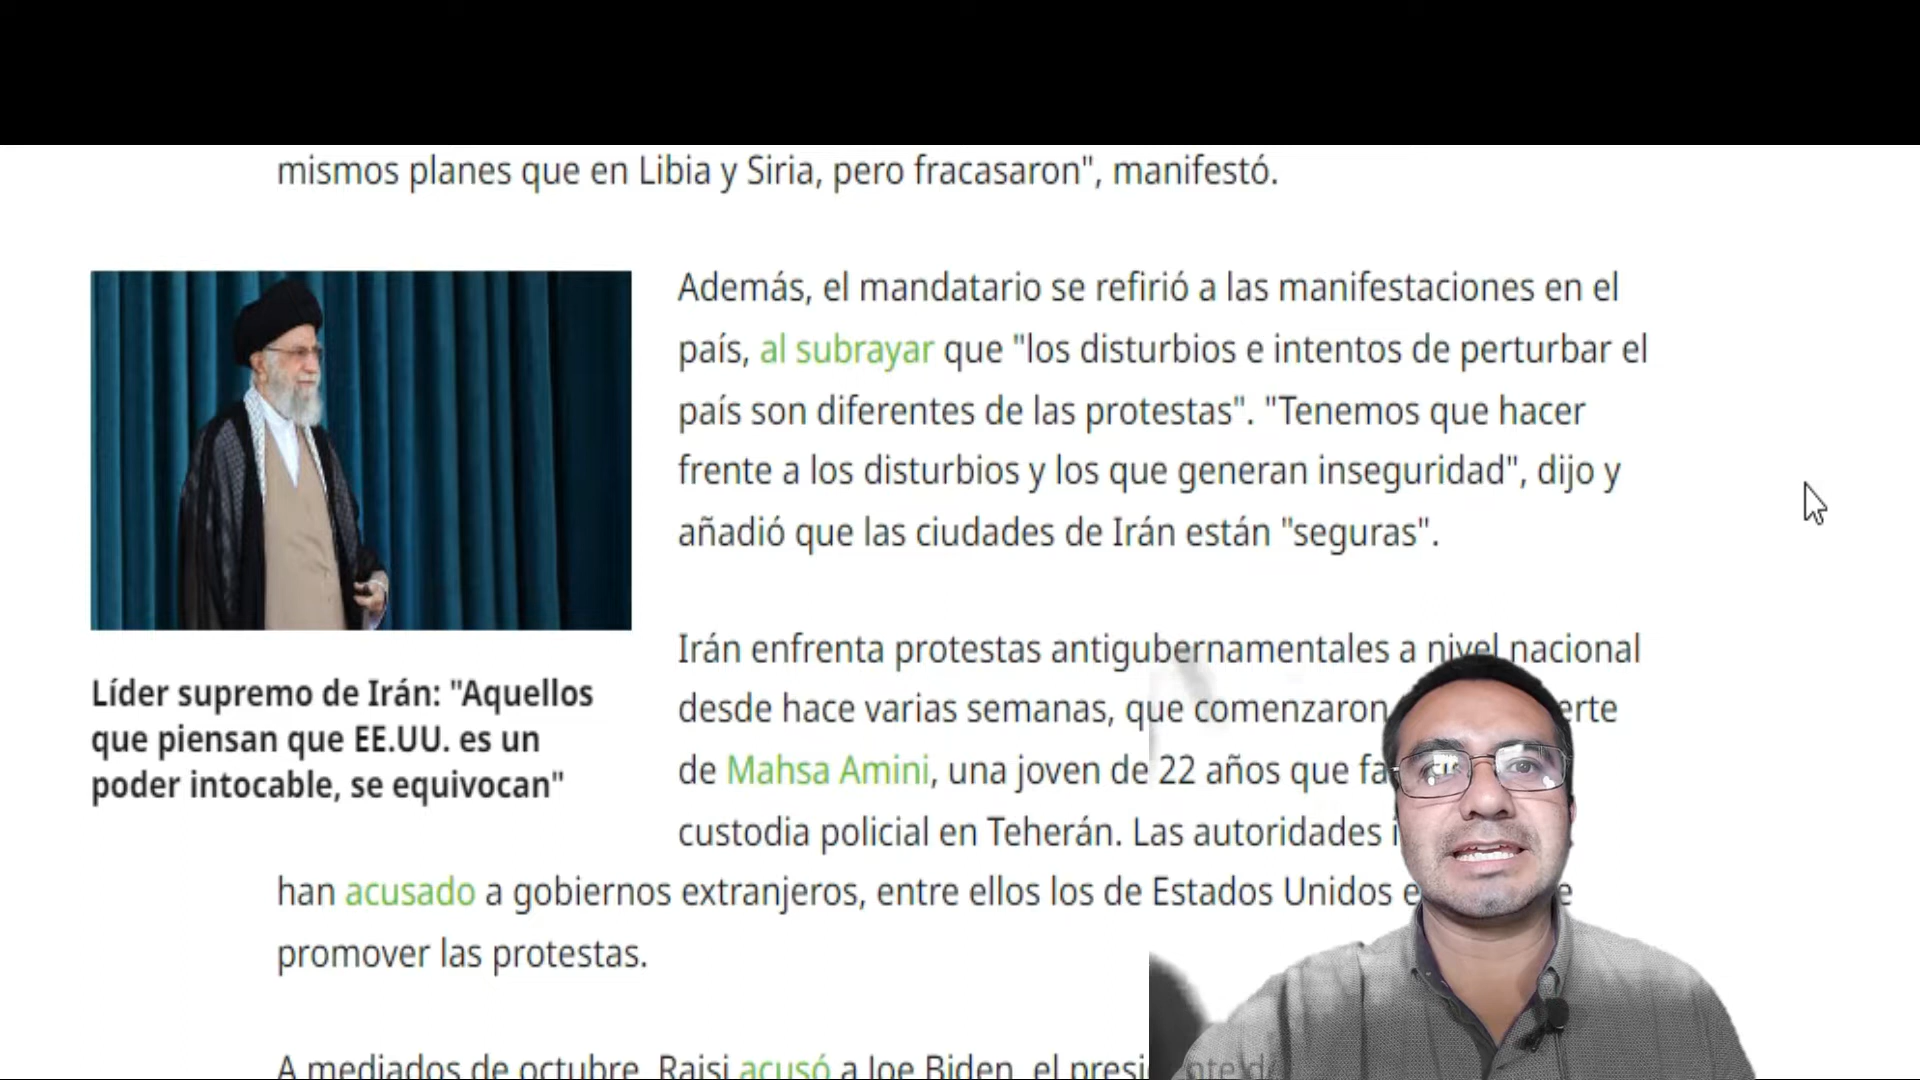 mismos planes que en Libia y Siria, pero fracasaron", manifestó.
Además, el mandatario se refirió a las manifestaciones en el
país, al subrayar que "los disturbios e intentos de perturbar el
país son diferentes de las protestas". "Tenemos que hacer
frente a los disturbios y los que generan inseguridad", dijo y
añadió que las ciudades de Irán están "seguras".
Líder supremo de Irán: "Aquellos
que piensan que EE.UU. es un
poder intocable, se equivocan"
Irán enfrenta protestas antigubernamentales a nivel nacional
desde hace varias semanas, que comenzaron
de Mahsa Amini, una joven de 22 años que
custodia policial en Teherán. Las autoridades
han acusado a gobiernos extranjeros, entre ellos los de Estados Unidos
promover las protestas.
A mediados de octubre, Raisi acusó a Joe Biden, el